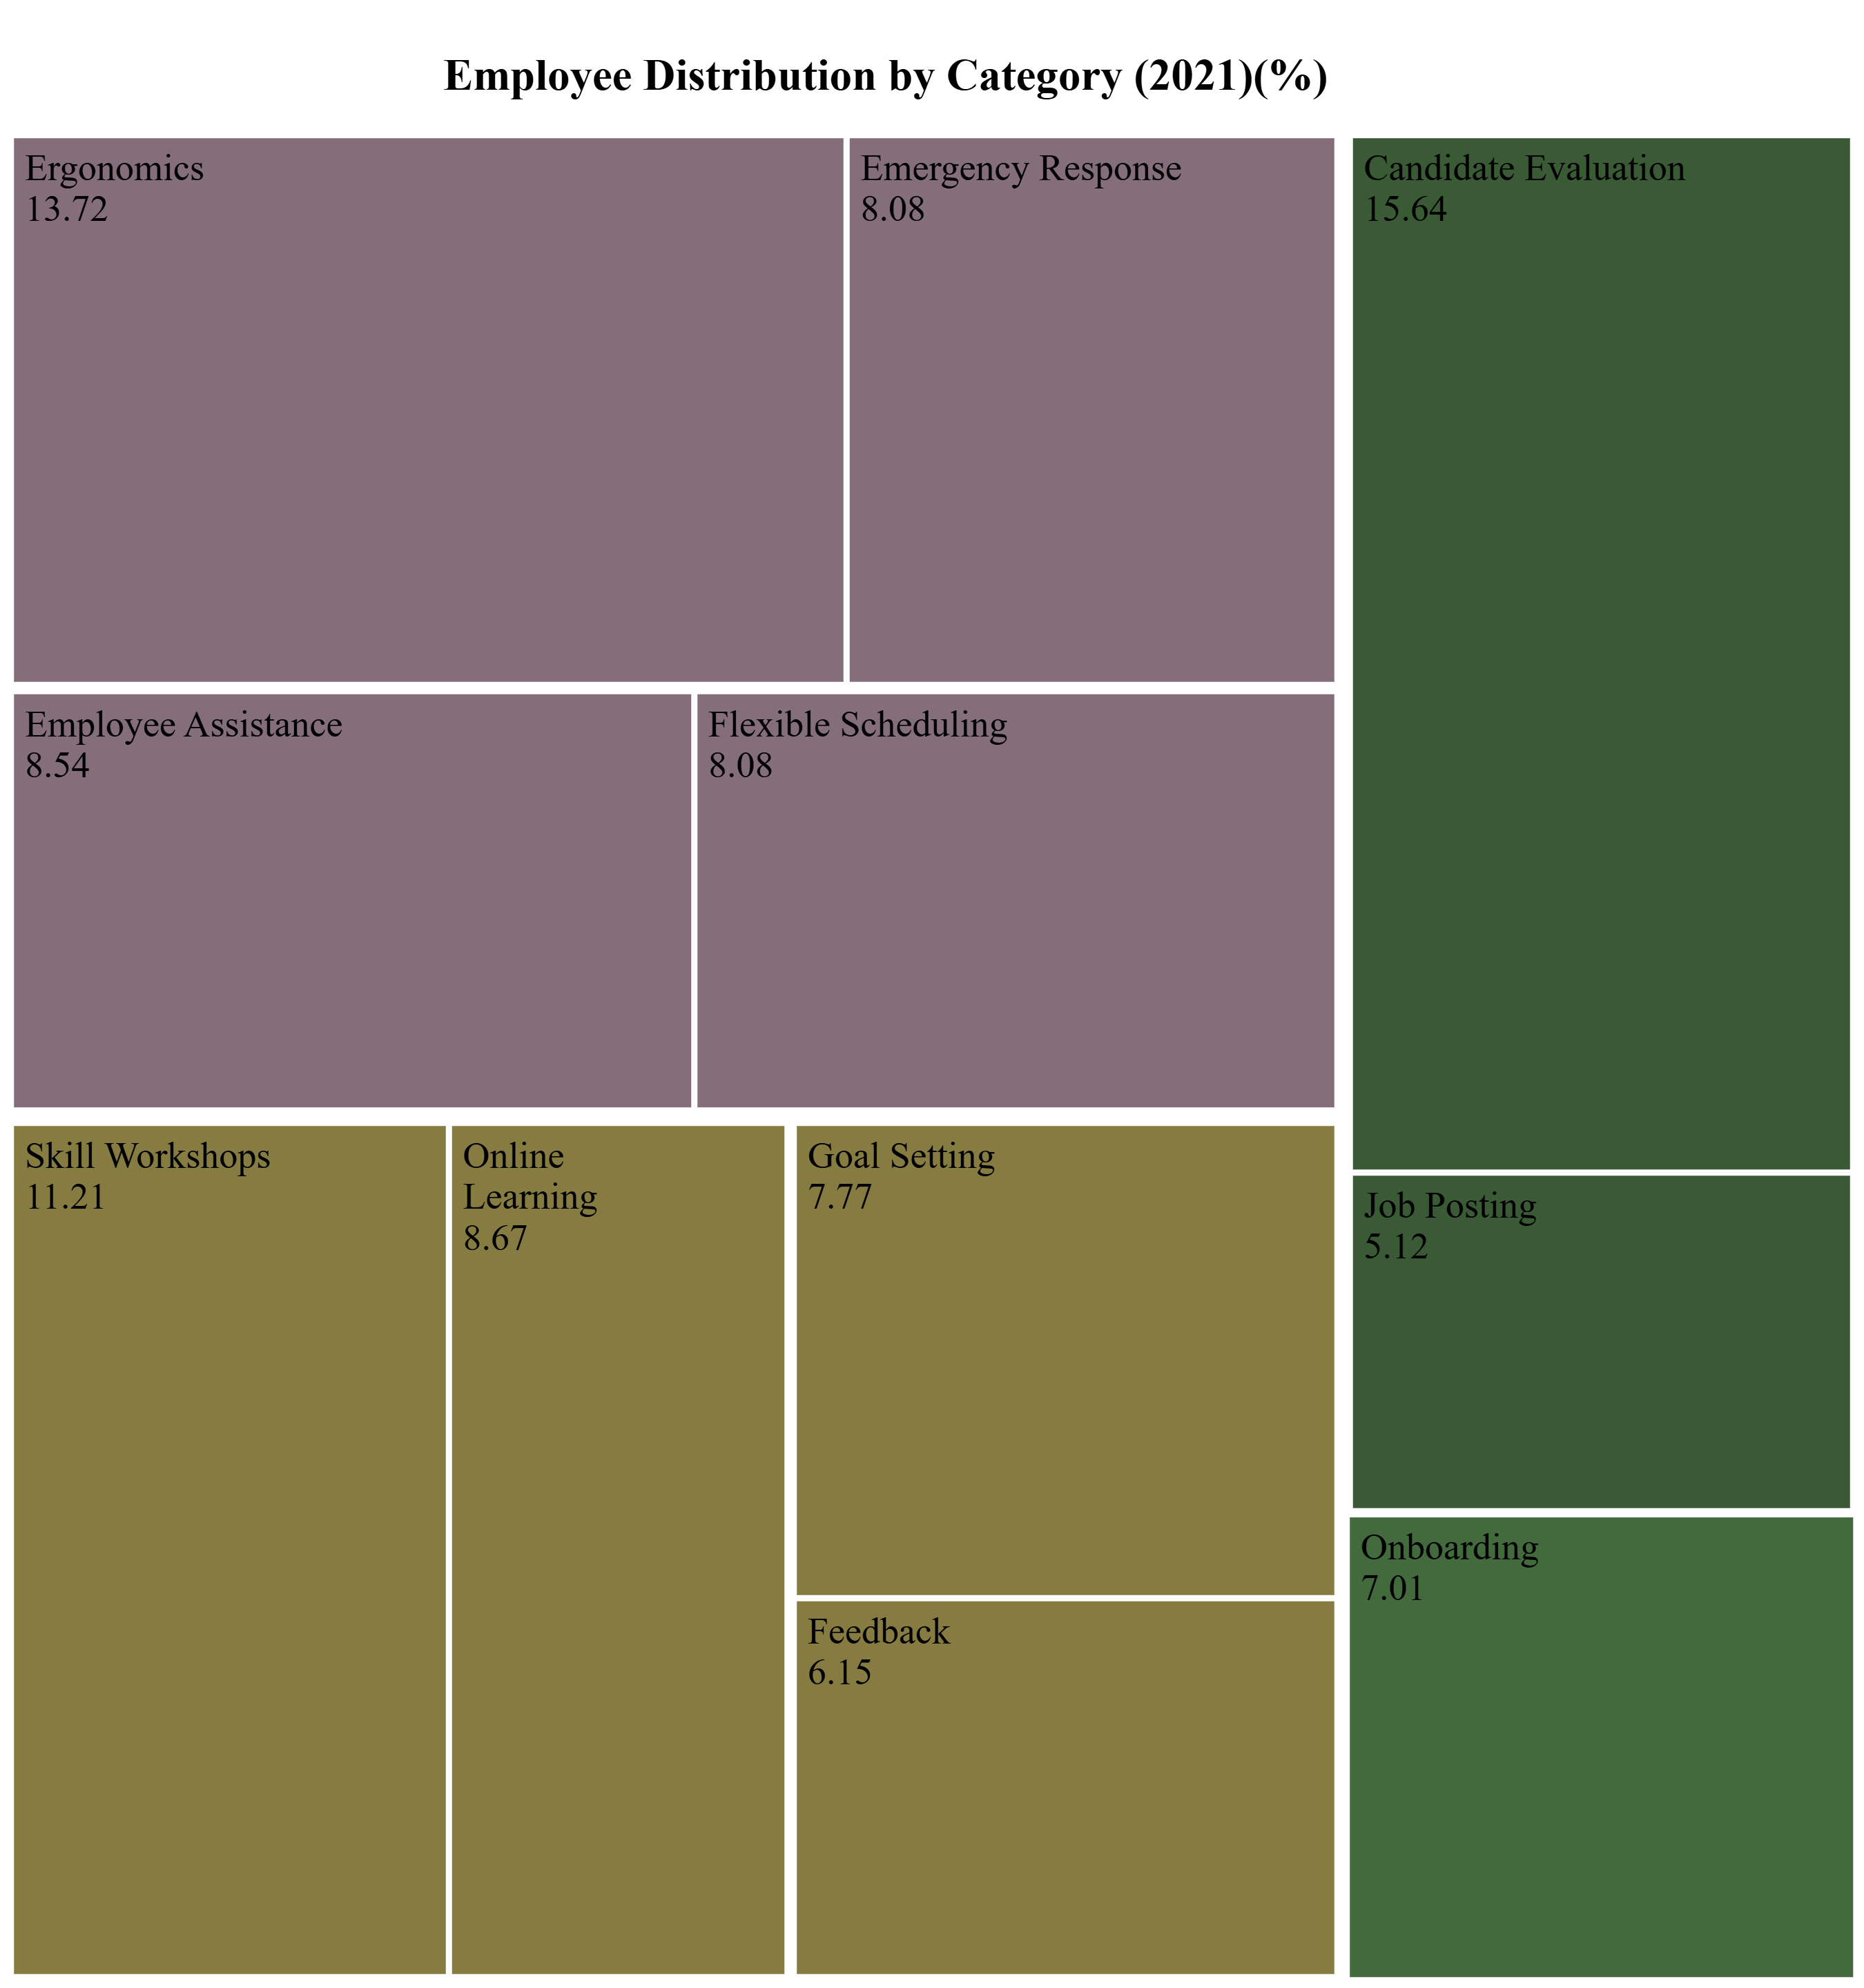 Employee Distribution by Category (2021)(%)
Ergonomics
13.72
Emergency Response
8.08
Candidate Evaluation
15.64
Employee Assistance
8.54
Flexible Scheduling
8.08
Skill Workshops
11.21
Online
Learning
8.67
Goal Setting
7.77
Job Posting
5.12
Onboarding
7.01
Feedback
6.15